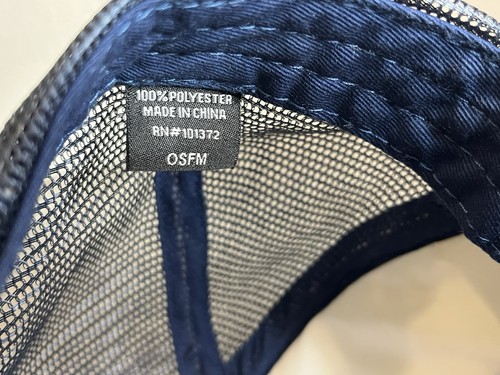 100% POLYESTER
MADE IN CHINA
RN#101372
OSFM